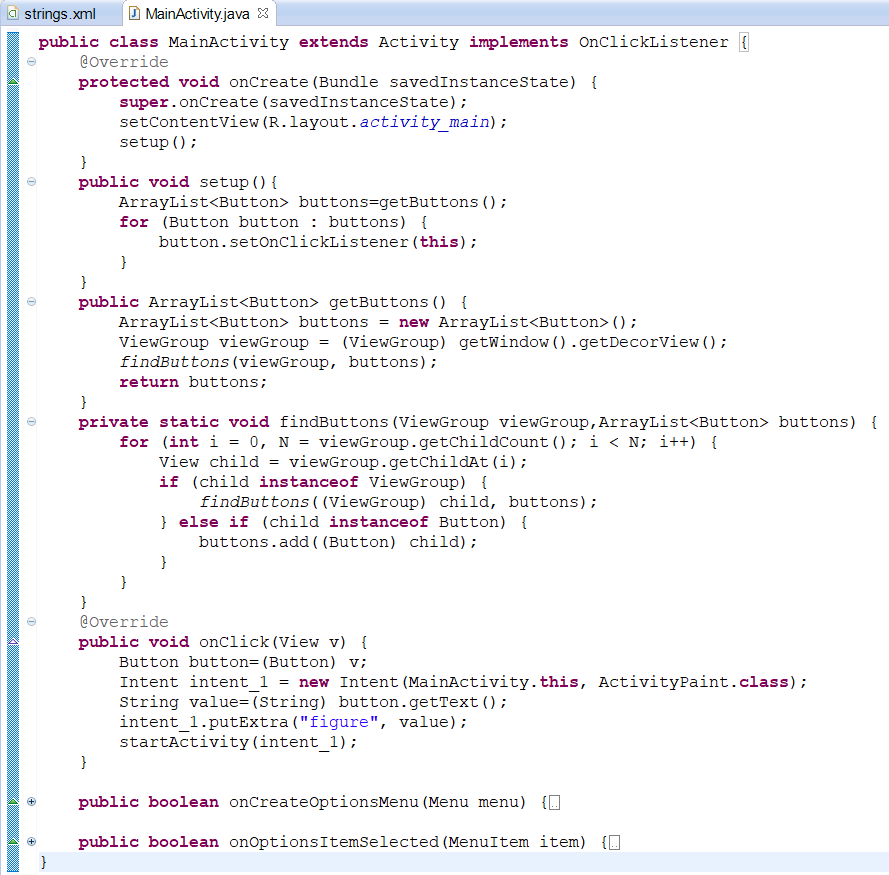 strings.xml MainActivity.java
public class MainActivity extends Activity implements OnClickListener {
    @Override
    protected void onCreate(Bundle savedInstanceState) {
        super.onCreate(savedInstanceState);
        setContentView(R.layout.activity_main);
        setup();
    }
    public void setup(){
        ArrayList<Button> buttons=getButtons();
        for (Button button : buttons) {
            button.setOnClickListener(this);
        }
    }
    public ArrayList<Button> getButtons() {
        ArrayList<Button> buttons = new ArrayList<Button>();
        ViewGroup viewGroup = (ViewGroup) getWindow().getDecorView();
        findButtons(viewGroup, buttons);
        return buttons;
    }
    private static void findButtons(ViewGroup viewGroup,ArrayList<Button> buttons) {
        for (int i = 0, N = viewGroup.getChildCount(); i < N; i++) {
            View child = viewGroup.getChildAt(i);
            if (child instanceof ViewGroup) {
                findButtons((ViewGroup) child, buttons);
            } else if (child instanceof Button) {
                buttons.add((Button) child);
            }
        }
    }
    @Override
    public void onClick(View v) {
        Button button=(Button) v;
        Intent intent_1 = new Intent(MainActivity.this, ActivityPaint.class);
        String value=(String) button.getText();
        intent_1.putExtra("figure", value);
        startActivity(intent_1);
    }
    public boolean onCreateOptionsMenu(Menu menu) {..
    public boolean onOptionsItemSelected(MenuItem item) {..
}